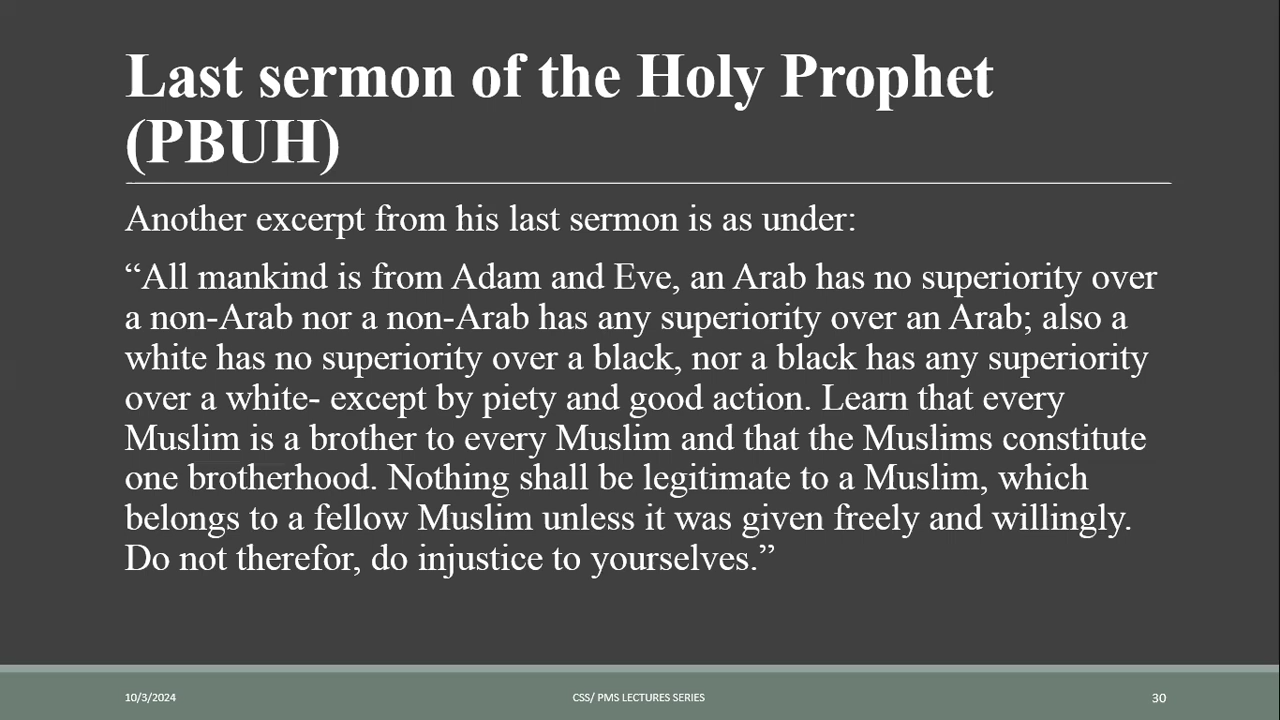 Last sermon of the Holy Prophet
(PBUH)
Another excerpt from his last sermon is as under:
“All mankind is from Adam and Eve, an Arab has no superiority over
a non-Arab nor a non-Arab has any superiority over an Arab; also a
white has no superiority over a black, nor a black has any superiority
over a white- except by piety and good action. Learn that every
Muslim is a brother to every Muslim and that the Muslims constitute
one brotherhood. Nothing shall be legitimate to a Muslim, which
belongs to a fellow Muslim unless it was given freely and willingly.
Do not therefor, do injustice to yourselves.”
10/3/2024
CSS/ PMS LECTURES SERIES
30